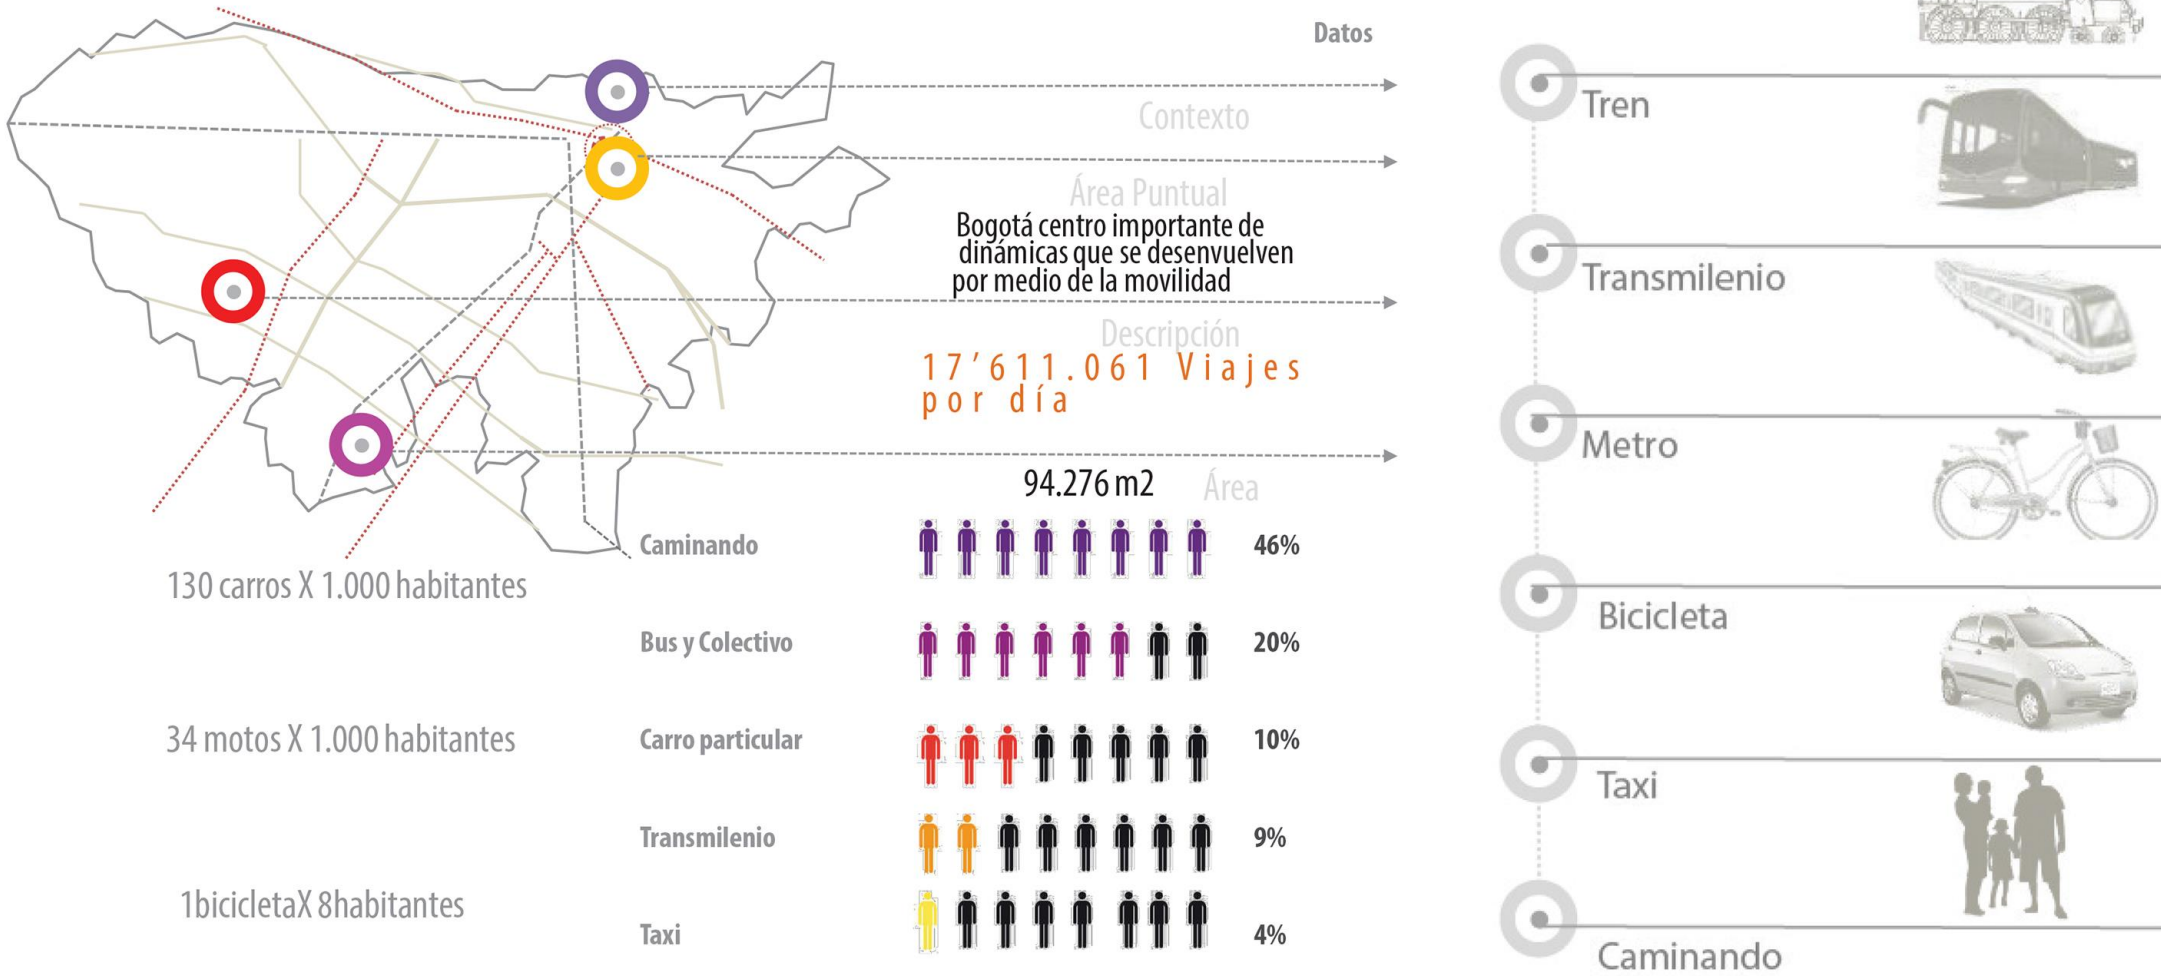 Datos
Contexto
Área Puntual
Bogotá centro importante de
dinámicas que se desenvuelven
por medio de la movilidad
Descripción
17’611.061 Viajes
por día
94.276 m2 Área
Caminando 46%
130 carros X 1.000 habitantes
Bus y Colectivo 20%
34 motos X 1.000 habitantes
Carro particular 10%
Transmilenio 9%
1bicicletaX 8habitantes
Taxi 4%
Tren
Transmilenio
Metro
Bicicleta
Taxi
Caminando